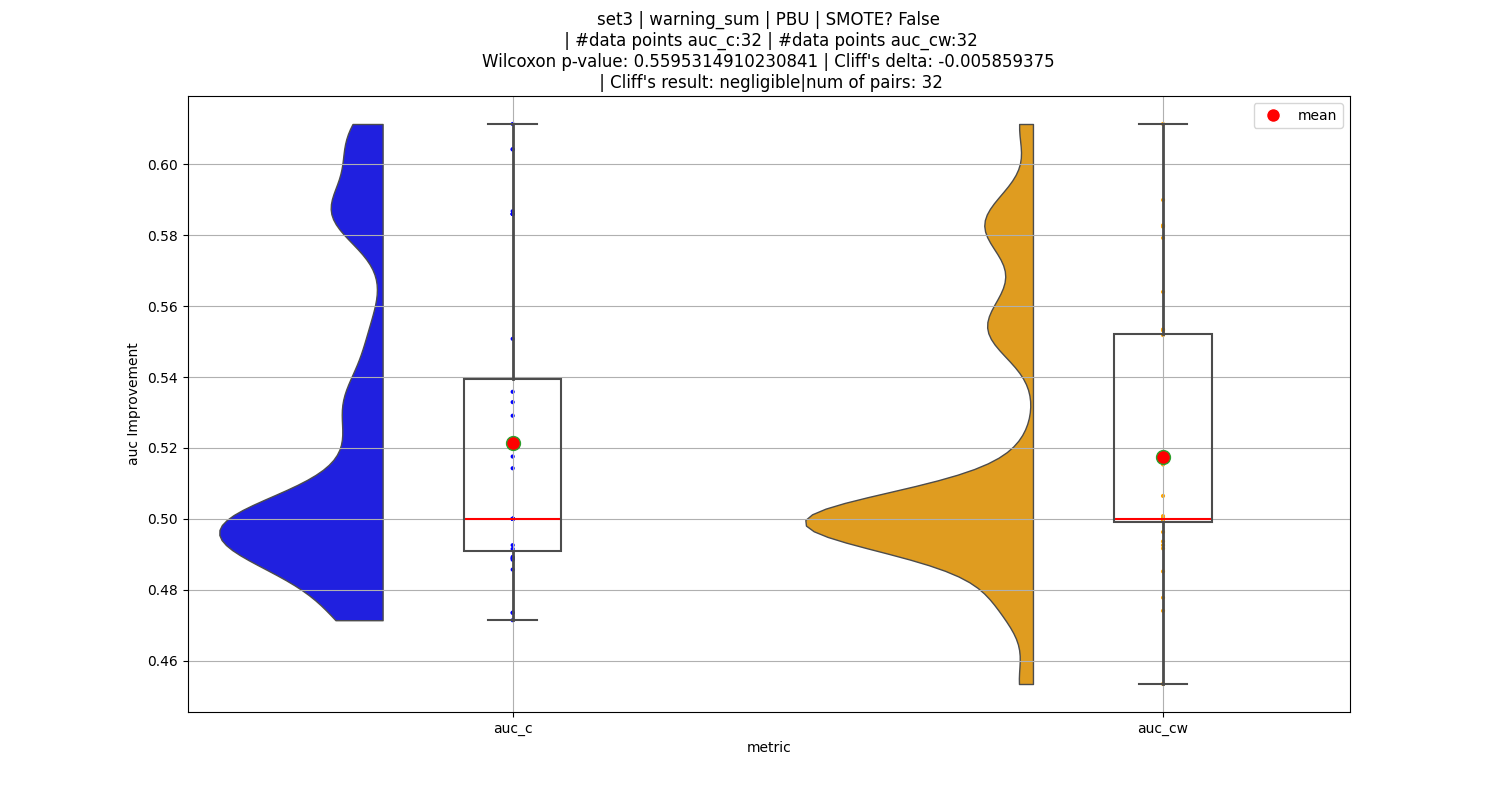 set3 | warning_sum | PBU | SMOTE? False
| #data points auc_c:32 | #data points auc_cw:32
Wilcoxon p-value: 0.5595314910230841 | Cliff's delta: -0.005859375
| Cliff's result: negligible|num of pairs: 32
mean
0.60
0.58
0.56
0.54
0.52
0.50
0.48
0.46
auc Improvement
auc_c
auc_cw
metric